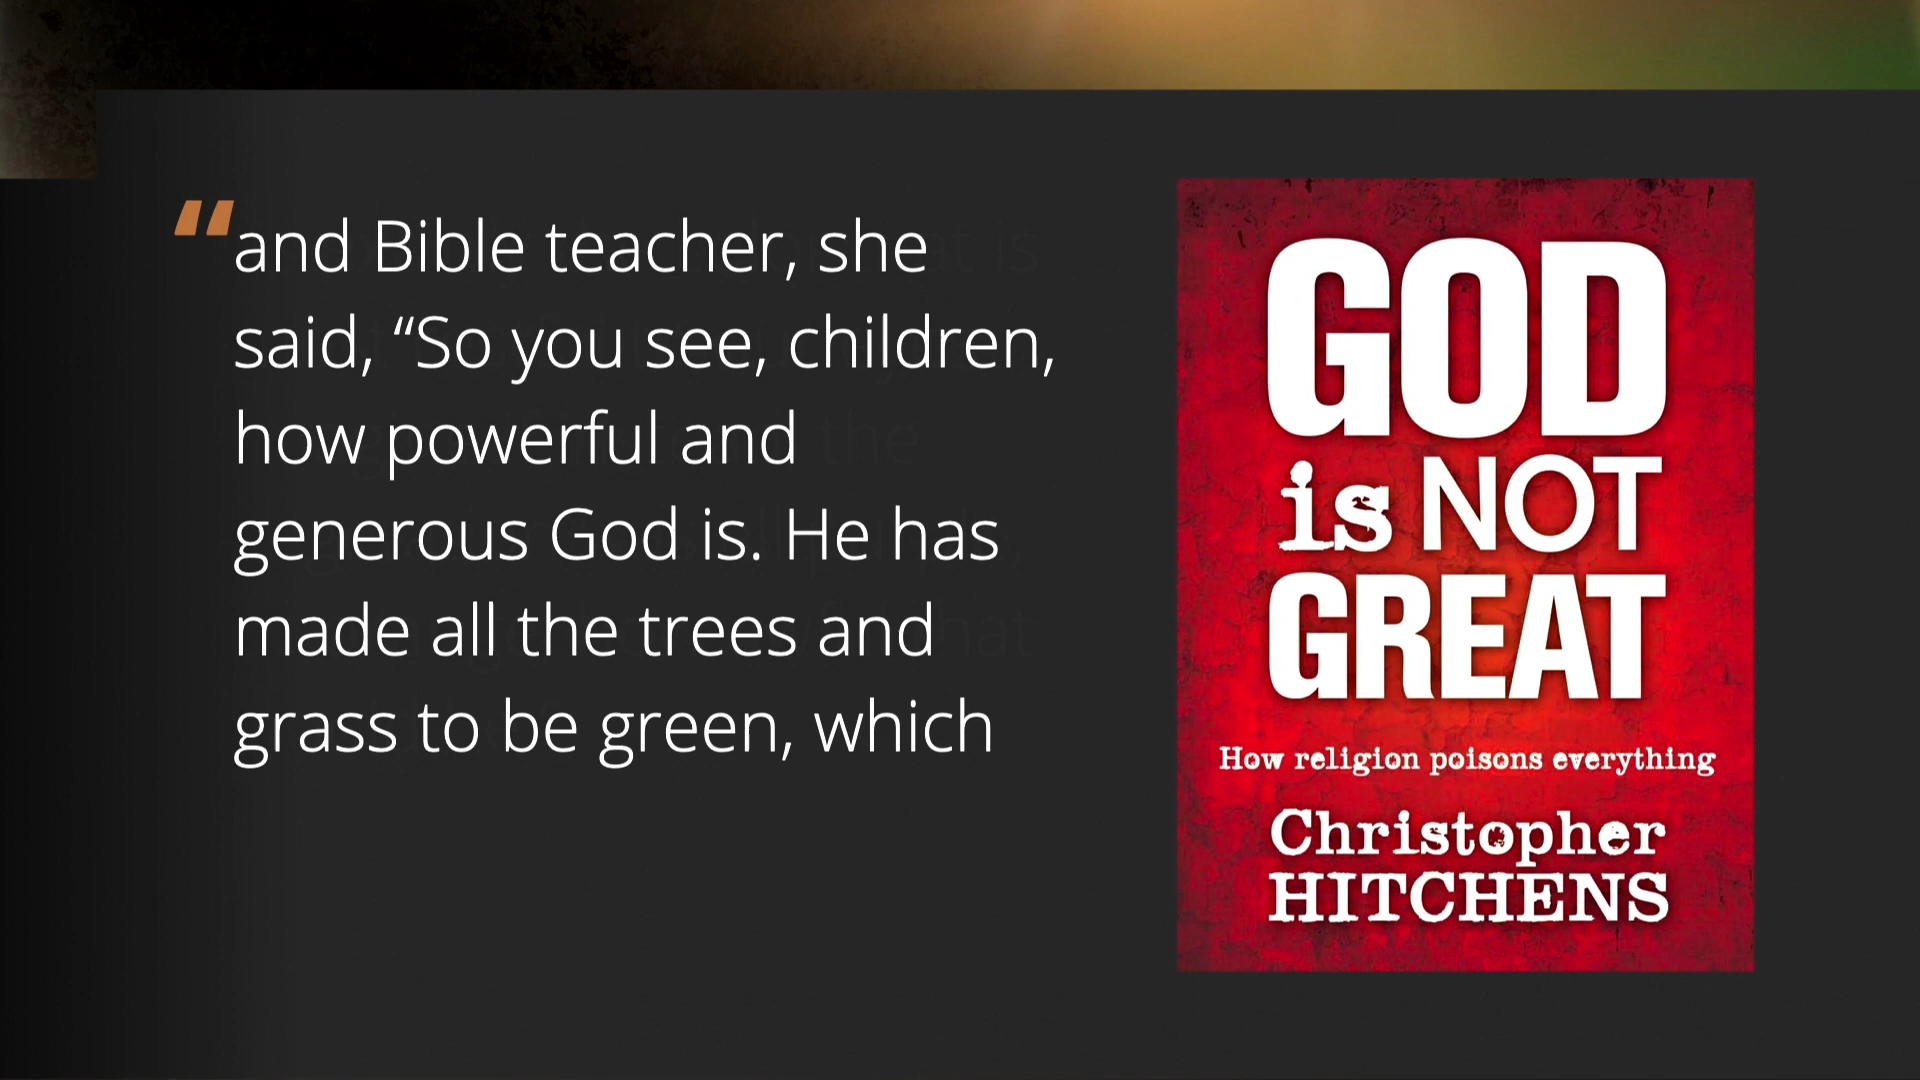 “and Bible teacher, she
said, “So you see, children,
how powerful and
generous God is. He has
made all the trees and
grass to be green, which
GOD
is NOT
GREAT
How religion poisons everything
Christopher
HITCHENS